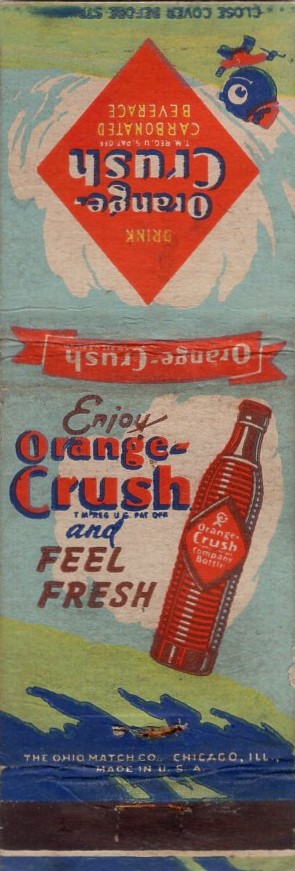 CLOSE COVER BEFORE STR
DRINK
Orange-
Crush
T.M. REG. U.S. PAT. OFF.
CARBONATED
BEVERAGE
Orange-Crush
Enjoy
Orange-
Crush
T M REG U.S. PAT OFF
and
FEEL
FRESH
Orange-
Crush
Company
Bottle
THE OHIO MATCH CO., CHICAGO, ILL.,
MADE IN U. S. A.